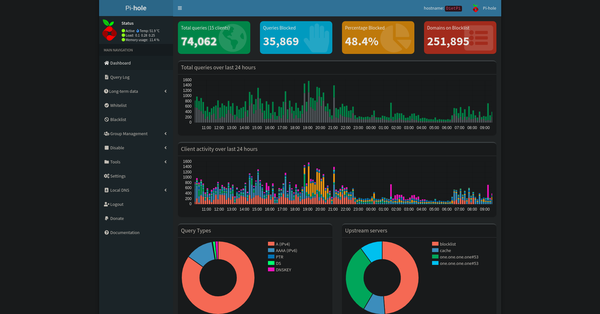 Pi-hole
hostname:
Pi-hole
Status
Active Temp: 51.0 °C
Load: 0.1 0.26 0.25
Memory usage: 11.6 %
MAIN NAVIGATION
Dashboard
Query Log
Long-term data
Whitelist
Blacklist
Group Management
Disable
Tools
Settings
Local DNS
Logout
Donate
Documentation
Total queries (15 clients)
74,062
Queries Blocked
35,869
Percentage Blocked
48.4%
Domains on Blocklist
251,895
Total queries over last 24 hours
1600
1400
1200
1000
800
600
400
200
0
11:00 12:00 13:00 14:00 15:00 16:00 17:00 18:00 19:00 20:00 21:00 22:00 23:00 00:00 01:00 02:00 03:00 04:00 05:00 06:00 07:00 08:00 09:00
Client activity over last 24 hours
1600
1400
1200
1000
800
600
400
200
0
11:00 12:00 13:00 14:00 15:00 16:00 17:00 18:00 19:00 20:00 21:00 22:00 23:00 00:00 01:00 02:00 03:00 04:00 05:00 06:00 07:00 08:00 09:00
Query Types
A (IPv4)
AAAA (IPv6)
PTR
DS
DNSKEY
Upstream servers
blocklist
cache
one.one.one.one#53
one.one.one.one#53